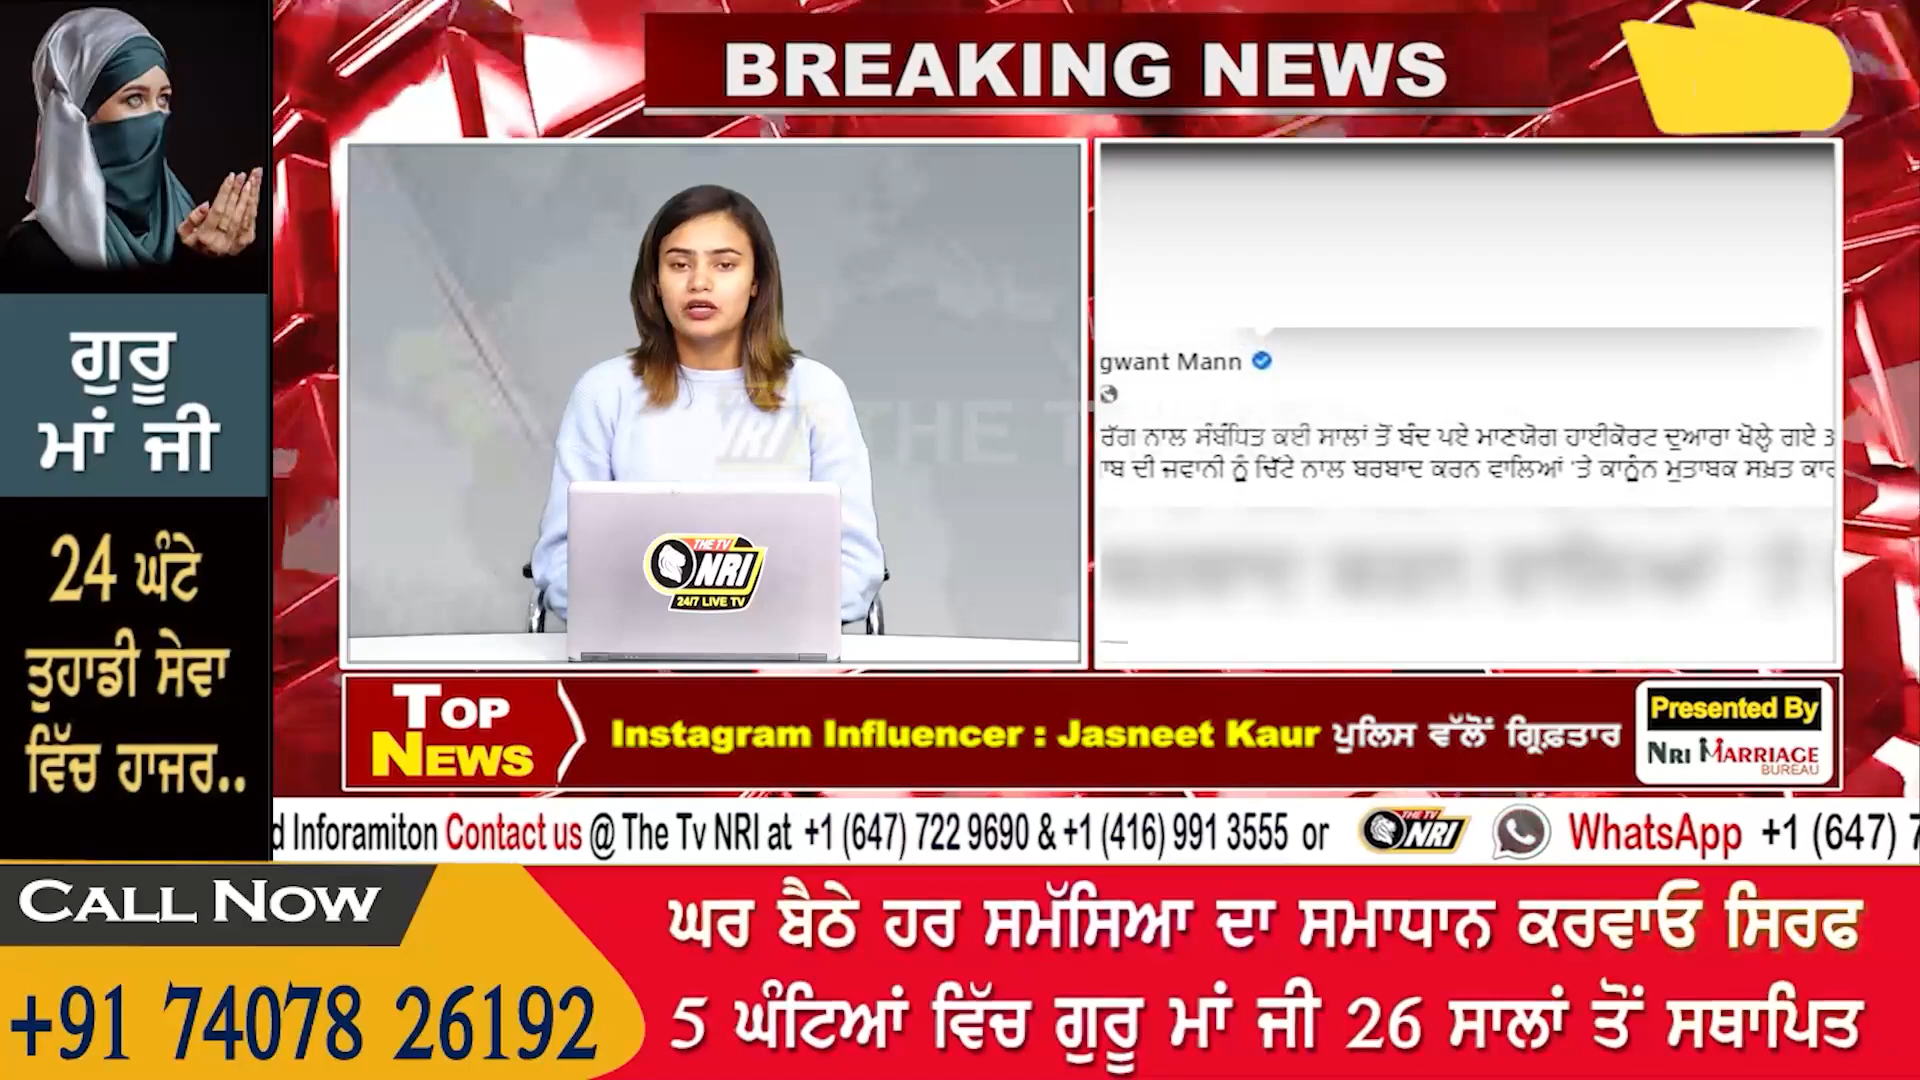 BREAKING NEWS
ਗੁਰੂ
ਮਾਂ ਜੀ
24 ਘੰਟੇ
ਤੁਹਾਡੀ ਸੇਵਾ
ਵਿੱਚ ਹਾਜਰ..
THE TV
NRI
24/7 LIVE TV
gwant Mann
ਰੱਗ ਨਾਲ ਸੰਬੰਧਿਤ ਕਈ ਸਾਲਾਂ ਤੋਂ ਬੰਦ ਪਏ ਮਾਣਯੋਗ ਹਾਈਕੋਰਟ ਦੁਆਰਾ ਖੋਲ੍ਹੇ ਗਏ
ਾਬ ਦੀ ਜਵਾਨੀ ਨੂੰ ਚਿੱਟੇ ਨਾਲ ਬਰਬਾਦ ਕਰਨ ਵਾਲਿਆਂ 'ਤੇ ਕਾਨੂੰਨ ਮੁਤਾਬਕ ਸਖ਼ਤ ਕਾਰ
TOP
NEWS
Instagram Influencer : Jasneet Kaur ਪੁਲਿਸ ਵੱਲੋਂ ਗ੍ਰਿਫ਼ਤਾਰ
Presented By
NRI MARRIAGE
BUREAU
d Inforamiton Contact us @ The Tv NRI at +1 (647) 722 9690 & +1 (416) 991 3555 or THE TV NRI WhatsApp +1 (647) 7
CALL NOW
+91 74078 26192
ਘਰ ਬੈਠੇ ਹਰ ਸਮੱਸਿਆ ਦਾ ਸਮਾਧਾਨ ਕਰਵਾਓ ਸਿਰਫ
5 ਘੰਟਿਆਂ ਵਿੱਚ ਗੁਰੂ ਮਾਂ ਜੀ 26 ਸਾਲਾਂ ਤੋਂ ਸਥਾਪਿਤ